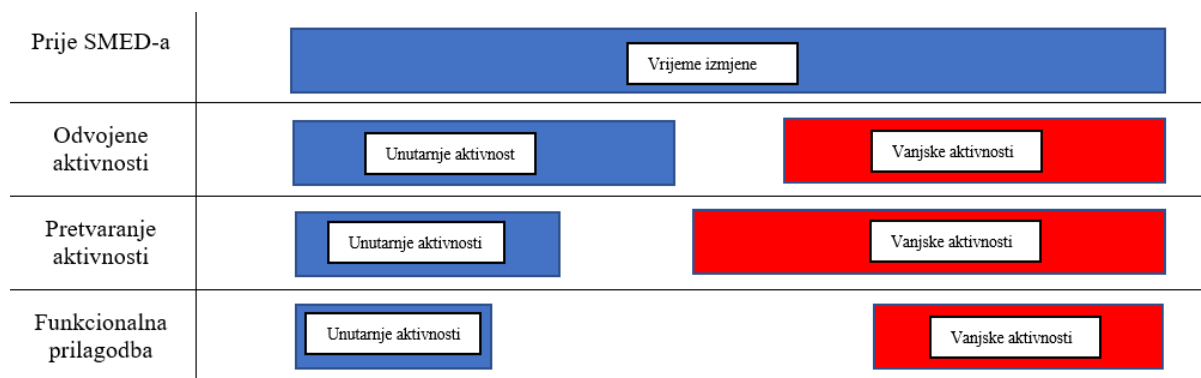 Prije SMED-a
Vrijeme izmjene
Odvojene
aktivnosti
Unutarnje aktivnost
Vanjske aktivnosti
Pretvaranje
aktivnosti
Unutarnje aktivnosti
Vanjske aktivnosti
Funkcionalna
prilagodba
Unutarnje aktivnosti
Vanjske aktivnosti